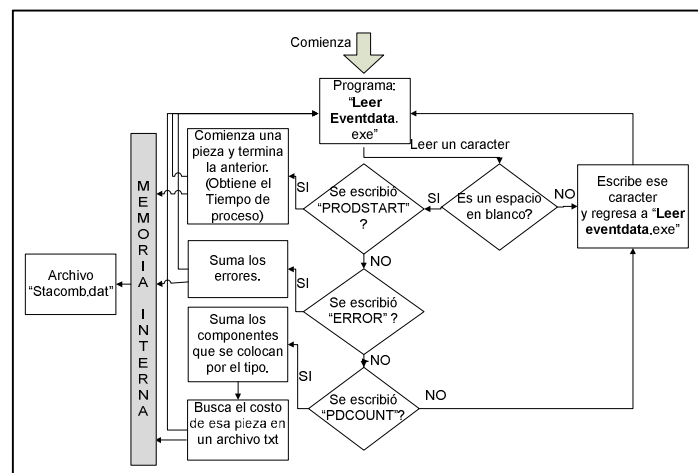 Comienza
Programa:
“Leer
Eventdata.
exe”
Leer un caracter
Comienza una
pieza y termina
la anterior.
(Obtiene el
Tiempo de
proceso)
SI
Se escribió
“PRODSTART”
?
SI
Es un espacio
en blanco?
NO
Escribe ese
caracter
y regresa a “Leer
eventdata.exe”
MEMORIA INTERNA
Archivo
“Stacomb.dat”
NO
Suma los
errores.
SI
Se escribió
“ERROR” ?
NO
Suma los
componentes
que se colocan
por el tipo.
SI
Se escribió
“PDCOUNT”?
NO
Busca el costo
de esa pieza en
un archivo txt